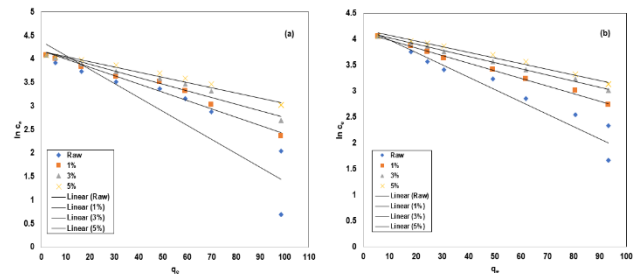 (a)
5
4.5
4
3.5
3
2.5
2
1.5
1
0.5
0
ln cₑ
0 10 20 30 40 50 60 70 80 90 100 110
qₑ
Raw
1%
3%
5%
Linear (Raw)
Linear (1%)
Linear (3%)
Linear (5%)
(b)
4.5
4
3.5
3
2.5
2
1.5
1
0.5
0
ln cₑ
0 10 20 30 40 50 60 70 80 90 100
qₑ
Raw
1%
3%
5%
Linear (Raw)
Linear (1%)
Linear (3%)
Linear (5%)